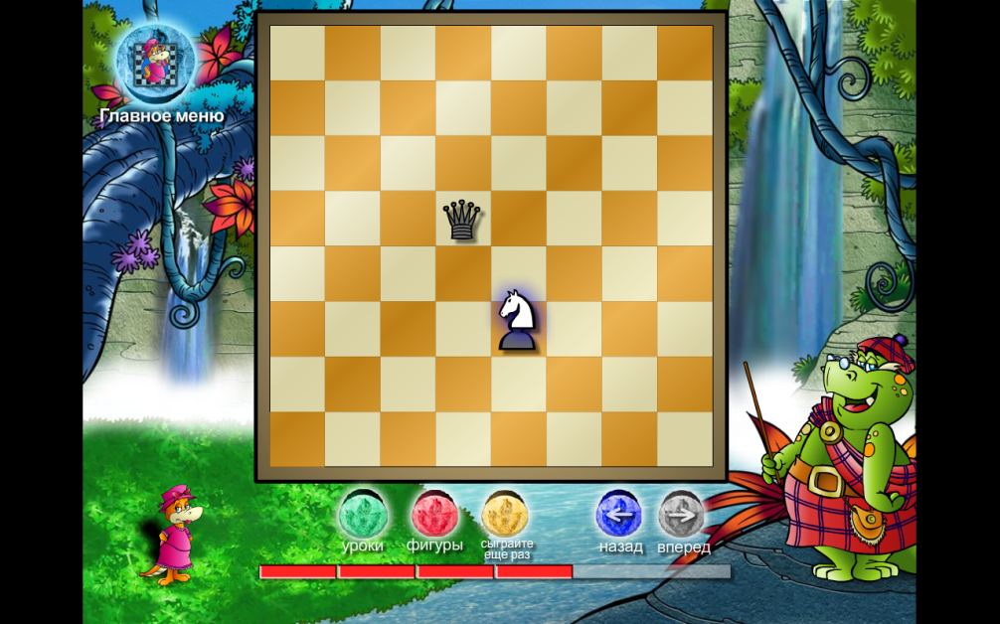 Главное меню
уроки
фигуры
сыграйте
еще раз
назад
вперед